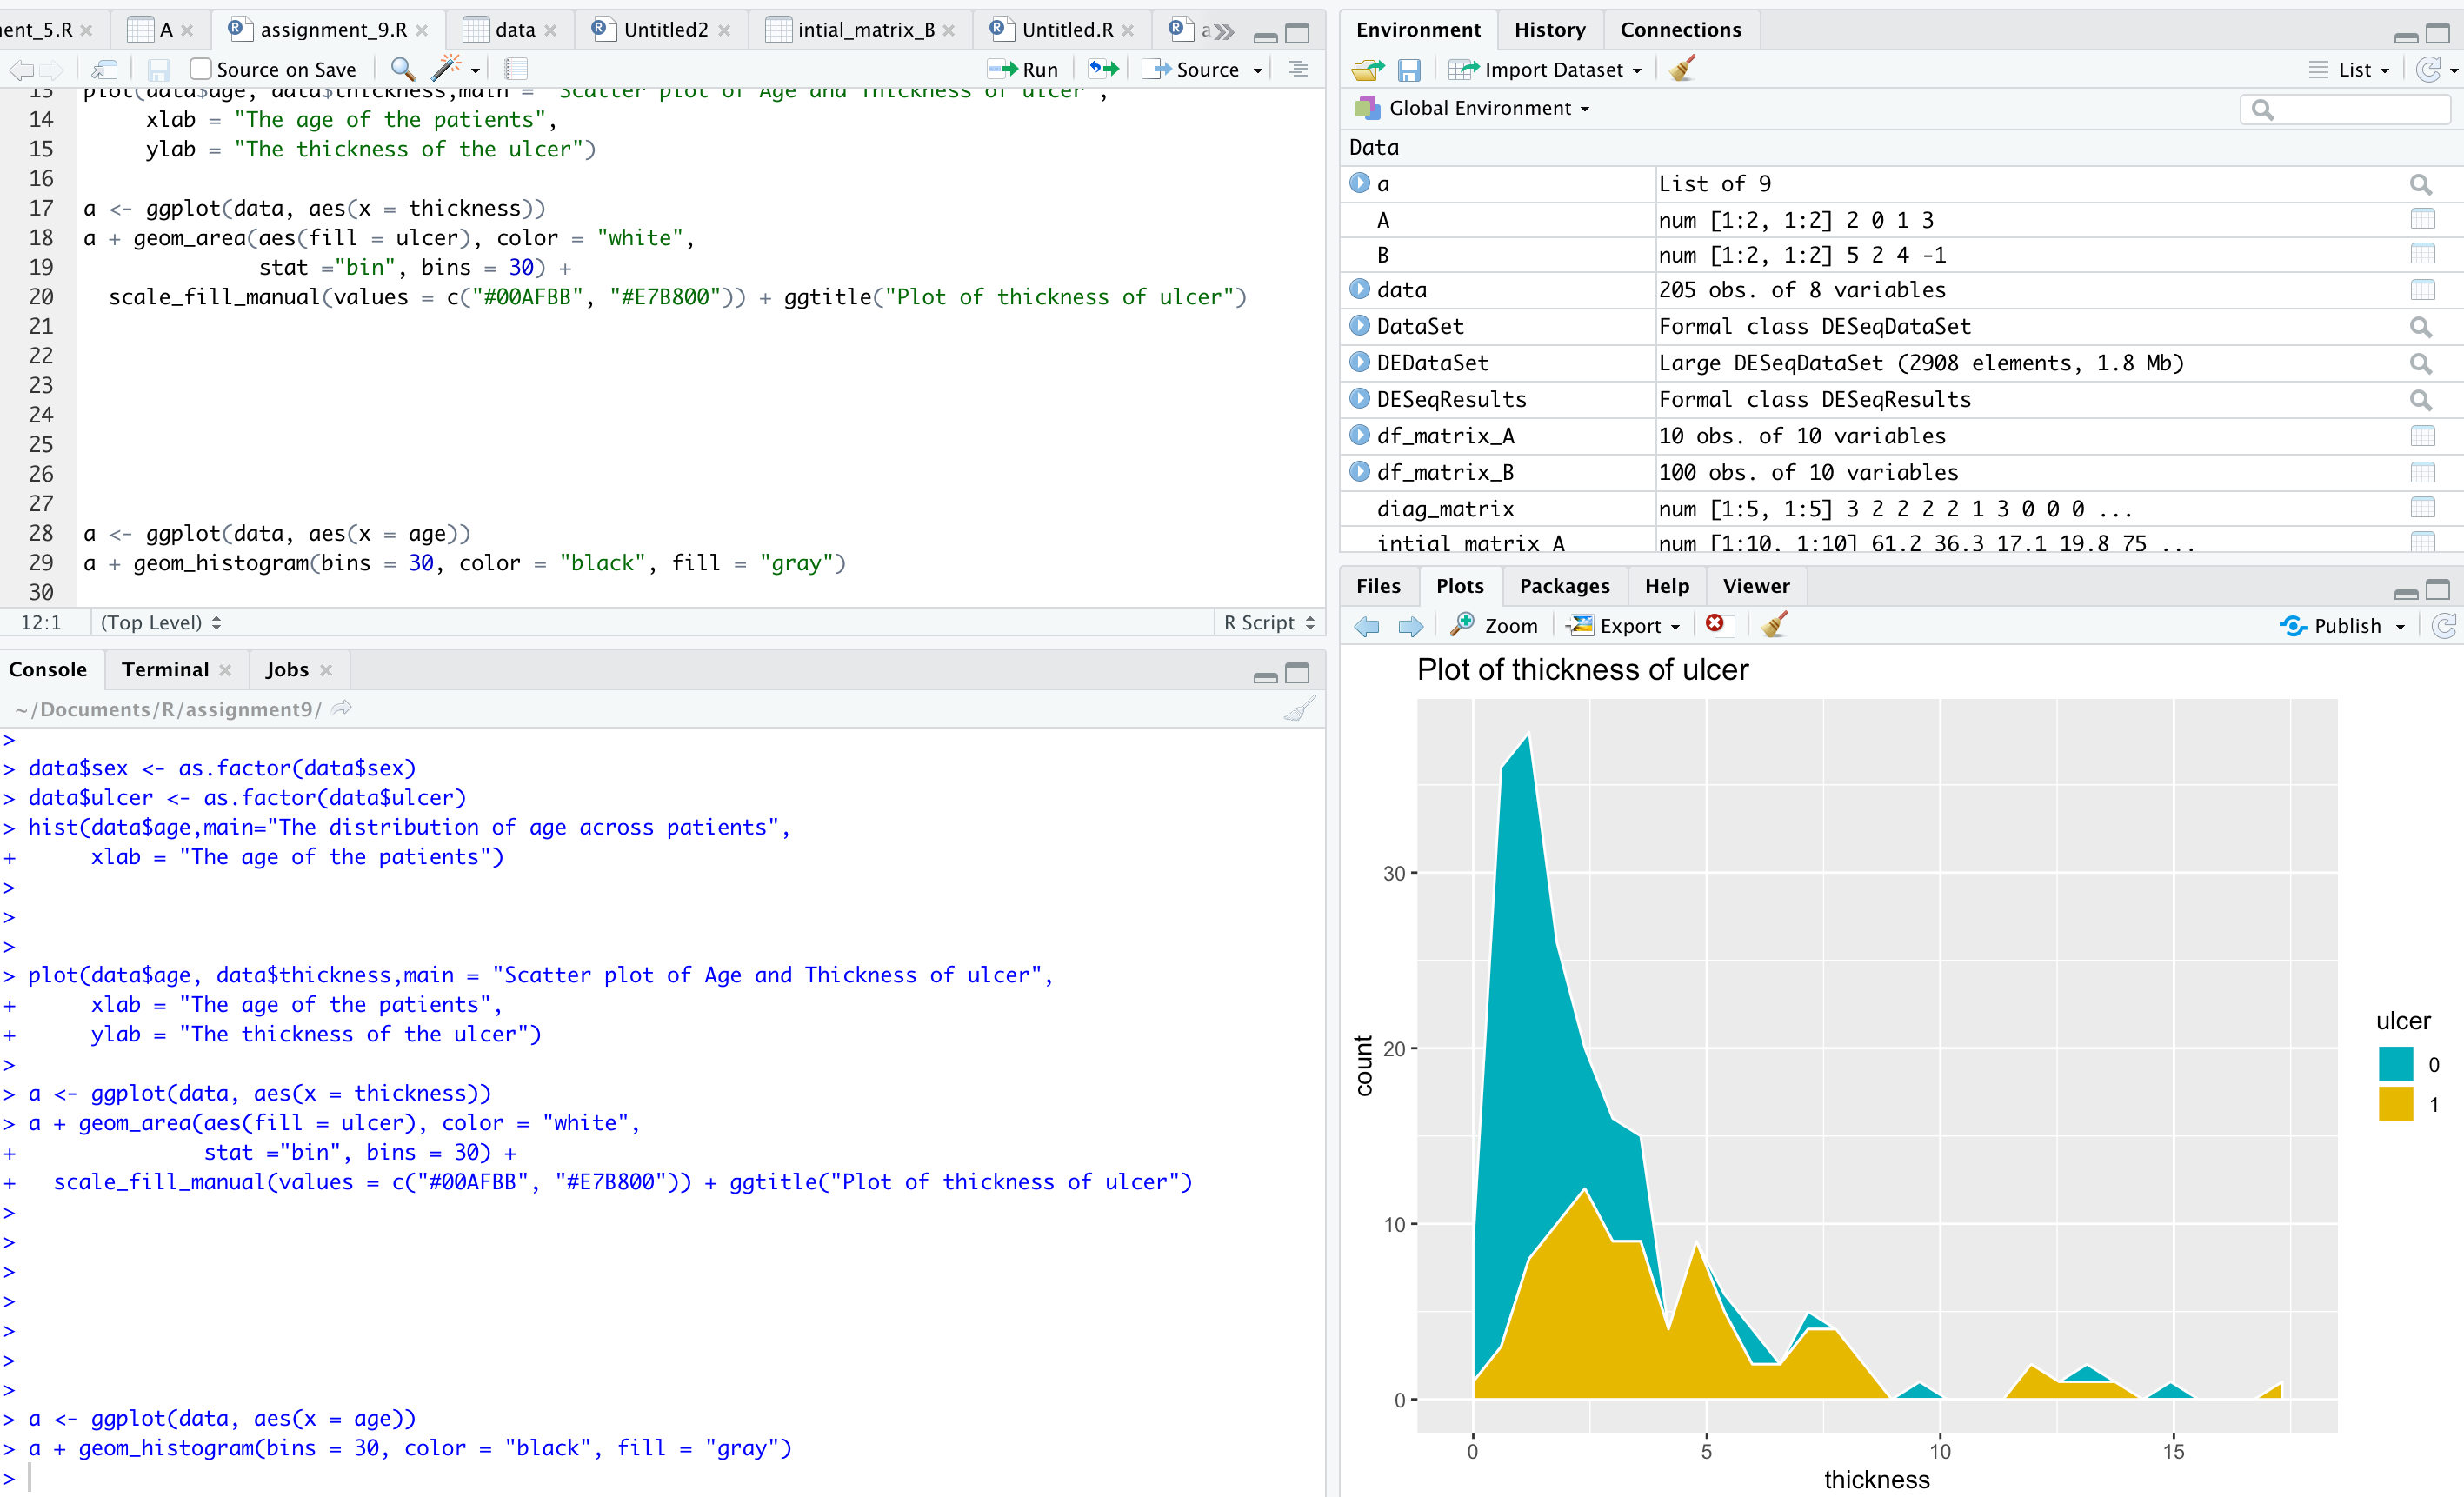 ent_5.R
A
assignment_9.R
data
Untitled2
intial_matrix_B
Untitled.R
a
Source on Save
Run
Source
13 plot(data$age, data$thickness,main = "Scatter plot of Age and Thickness of ulcer",
14 xlab = "The age of the patients",
15 ylab = "The thickness of the ulcer")
16
17 a <- ggplot(data, aes(x = thickness))
18 a + geom_area(aes(fill = ulcer), color = "white",
19 stat ="bin", bins = 30) +
20 scale_fill_manual(values = c("#00AFBB", "#E7B800")) + ggtitle("Plot of thickness of ulcer")
21
22
23
24
25
26
27
28 a <- ggplot(data, aes(x = age))
29 a + geom_histogram(bins = 30, color = "black", fill = "gray")
30
12:1 (Top Level) R Script
Console Terminal Jobs
~/Documents/R/assignment9/
>
> data$sex <- as.factor(data$sex)
> data$ulcer <- as.factor(data$ulcer)
> hist(data$age,main="The distribution of age across patients",
+ xlab = "The age of the patients")
>
>
>
> plot(data$age, data$thickness,main = "Scatter plot of Age and Thickness of ulcer",
+ xlab = "The age of the patients",
+ ylab = "The thickness of the ulcer")
>
> a <- ggplot(data, aes(x = thickness))
> a + geom_area(aes(fill = ulcer), color = "white",
+ stat ="bin", bins = 30) +
+ scale_fill_manual(values = c("#00AFBB", "#E7B800")) + ggtitle("Plot of thickness of ulcer")
>
>
>
>
>
>
>
> a <- ggplot(data, aes(x = age))
> a + geom_histogram(bins = 30, color = "black", fill = "gray")
>
Environment History Connections
Import Dataset List
Global Environment
Data
a List of 9
A num [1:2, 1:2] 2 0 1 3
B num [1:2, 1:2] 5 2 4 -1
data 205 obs. of 8 variables
DataSet Formal class DESeqDataSet
DEDataSet Large DESeqDataSet (2908 elements, 1.8 Mb)
DESeqResults Formal class DESeqResults
df_matrix_A 10 obs. of 10 variables
df_matrix_B 100 obs. of 10 variables
diag_matrix num [1:5, 1:5] 3 2 2 2 2 1 3 0 0 0 ...
intial_matrix_A num [1:10, 1:10] 61.2 36.3 17.1 19.8 75 ...
Files Plots Packages Help Viewer
Zoom Export Publish
Plot of thickness of ulcer
30
20
10
0
count
0 5 10 15
thickness
ulcer
0
1